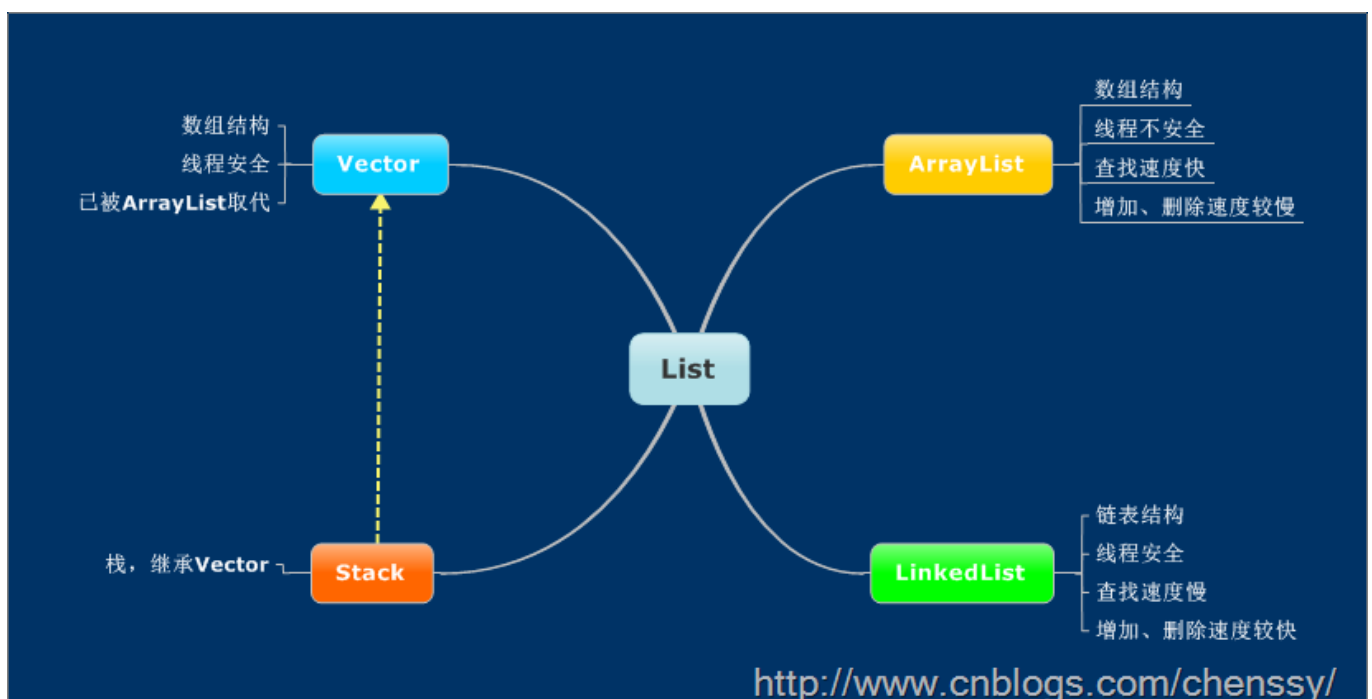 数组结构
线程安全
已被ArrayList取代
Vector
ArrayList
数组结构
线程不安全
查找速度快
增加、删除速度较慢
List
栈，继承Vector
Stack
LinkedList
链表结构
线程安全
查找速度慢
增加、删除速度较快
http://www.cnblogs.com/chenssy/